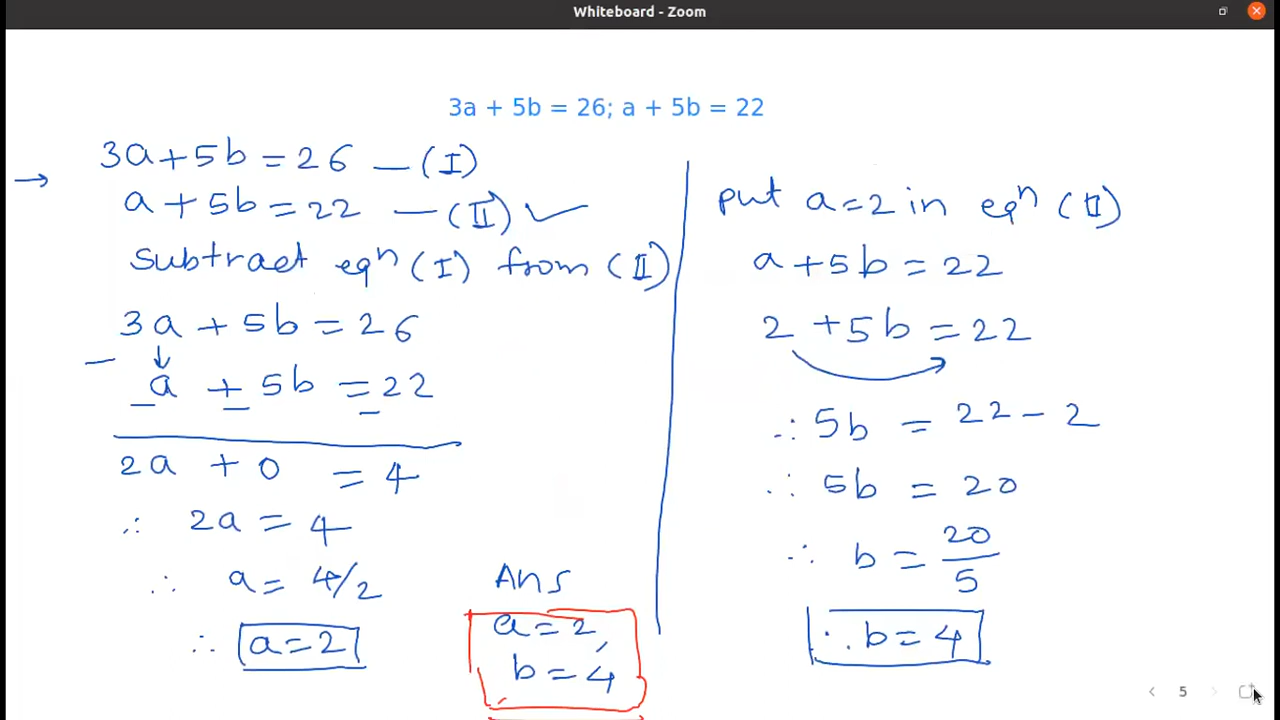 Whiteboard - Zoom
3a + 5b = 26; a + 5b = 22
→ 3a+5b=26 —(I)
a+5b=22 —(II) ✓
subtract eqⁿ (I) from (II)
3a + 5b = 26
— ↓
_a + 5b = 22
2a + 0 = 4
∴ 2a = 4
∴ a = 4/2
∴ a=2
Ans
a=2,
b=4
put a=2 in eqⁿ (II)
a+5b=22
2 +5b=22
∴ 5b = 22-2
∴ 5b = 20
∴ b = 20/5
∴ b=4
5